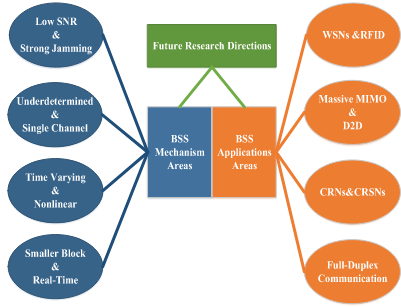 Low SNR
&
Strong Jamming
Underdetermined
&
Single Channel
Time Varying
&
Nonlinear
Smaller Block
&
Real-Time
Future Research Directions
BSS
Mechanism
Areas
BSS
Applications
Areas
WSNs &RFID
Massive MIMO
&
D2D
CRNs&CRSNs
Full-Duplex
Communication